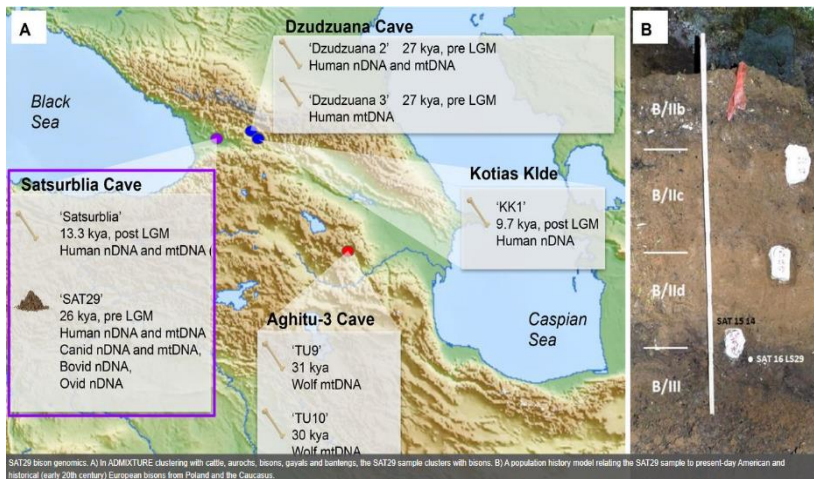 A
Dzudzuana Cave
'Dzudzuana 2' 27 kya, pre LGM
Human nDNA and mtDNA
'Dzudzuana 3' 27 kya, pre LGM
Human mtDNA
Black
Sea
Satsurblia Cave
'Satsurblia'
13.3 kya, post LGM
Human nDNA and mtDNA (
'SAT29'
26 kya, pre LGM
Human nDNA and mtDNA
Canid nDNA and mtDNA,
Bovid nDNA,
Ovid nDNA
Kotias Klde
'KK1'
9.7 kya, post LGM
Human nDNA
Aghitu-3 Cave
'TU9'
31 kya
Wolf mtDNA
'TU10'
30 kya
Wolf mtDNA
Caspian
Sea
B
B/IIb
B/IIc
B/IId
B/III
SAT 15 14
SAT 16 LS29
SAT29 bison genomics. A) In ADMIXTURE clustering with cattle, aurochs, bisons, gayals and bantengs, the SAT29 sample clusters with bisons. B) A population history model relating the SAT29 sample to present-day American and
historical (early 20th century) European bisons from Poland and the Caucasus.